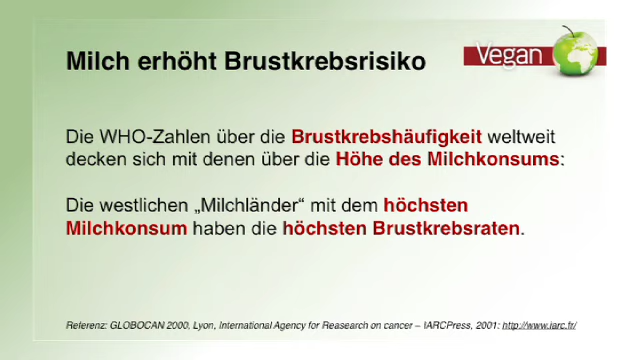 Milch erhöht Brustkrebsrisiko
Vegan
Die WHO-Zahlen über die Brustkrebshäufigkeit weltweit
decken sich mit denen über die Höhe des Milchkonsums:
Die westlichen „Milchländer“ mit dem höchsten
Milchkonsum haben die höchsten Brustkrebsraten.
Referenz: GLOBOCAN 2000, Lyon, International Agency for Reasearch on cancer – IARCPress, 2001: http://www.iarc.fr/